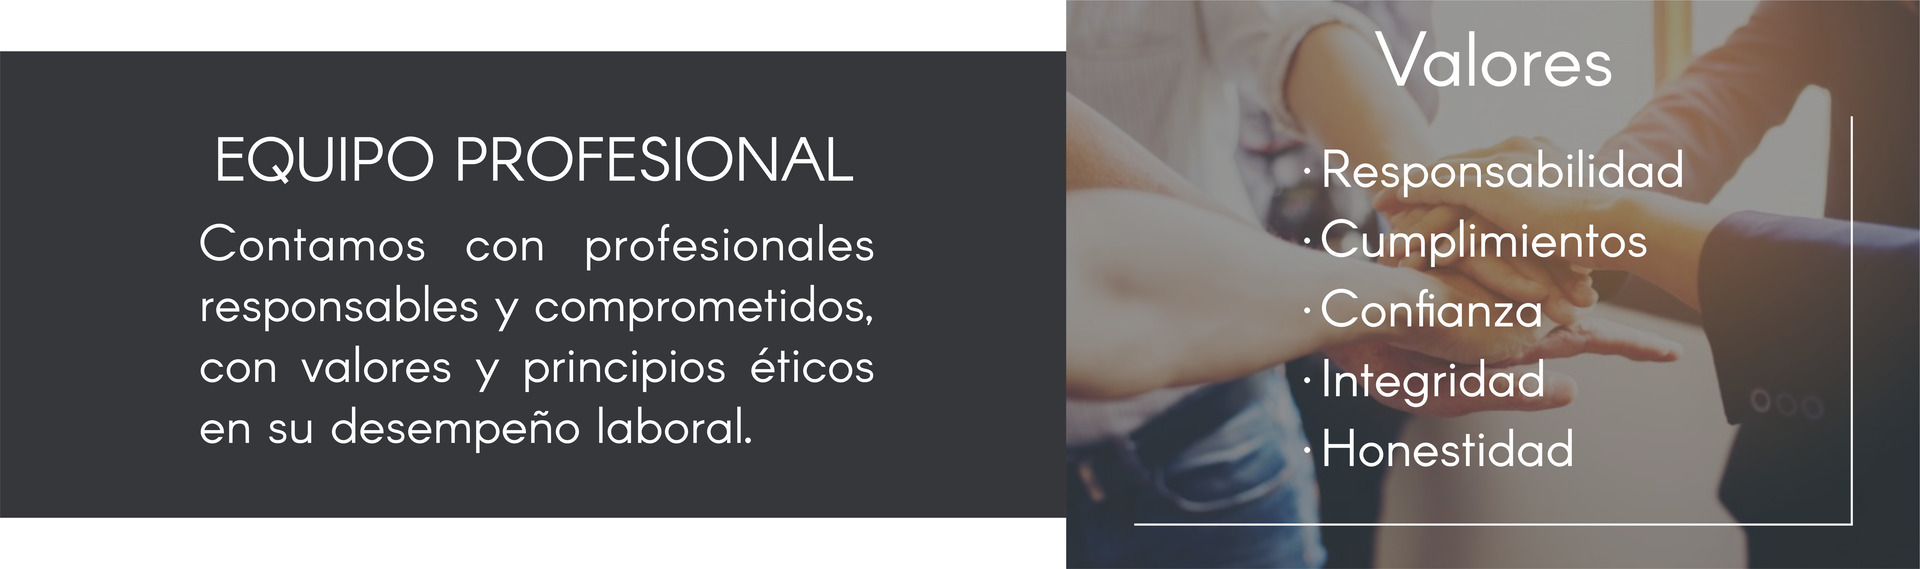 EQUIPO PROFESIONAL
Contamos con profesionales
responsables y comprometidos,
con valores y principios éticos
en su desempeño laboral.
Valores
· Responsabilidad
· Cumplimientos
· Confianza
· Integridad
· Honestidad